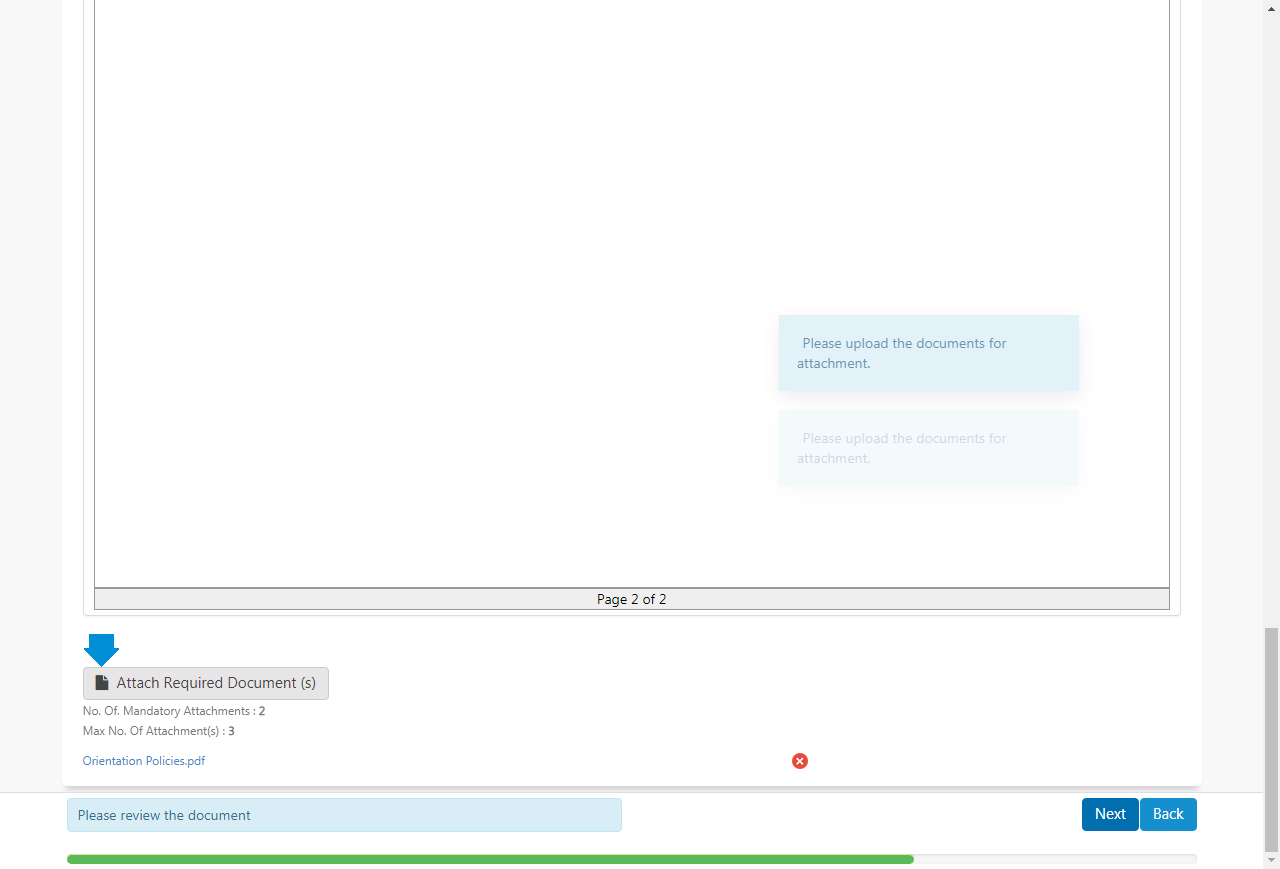 Please upload the documents for
attachment.
Please upload the documents for
attachment.
Page 2 of 2
Attach Required Document (s)
No. Of. Mandatory Attachments : 2
Max No. Of Attachment(s) : 3
Orientation Policies.pdf
Please review the document
Next
Back